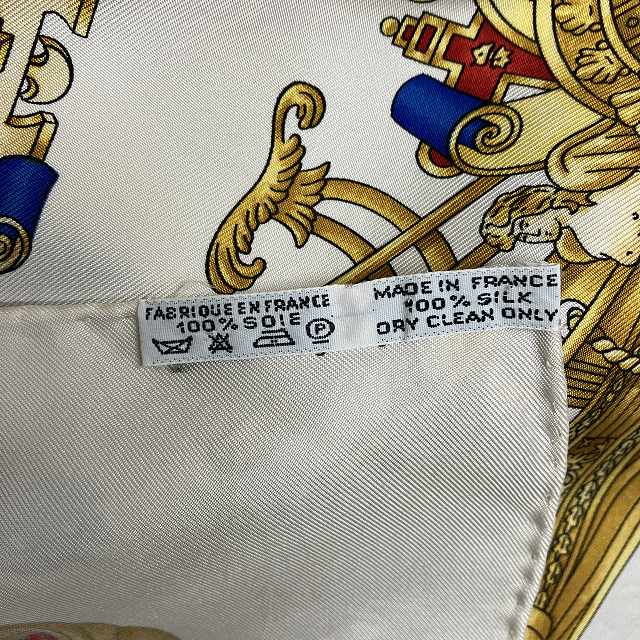 FABRIQUE EN FRANCE
100% SOIE
P
MADE IN FRANCE
100% SILK
DRY CLEAN ONLY